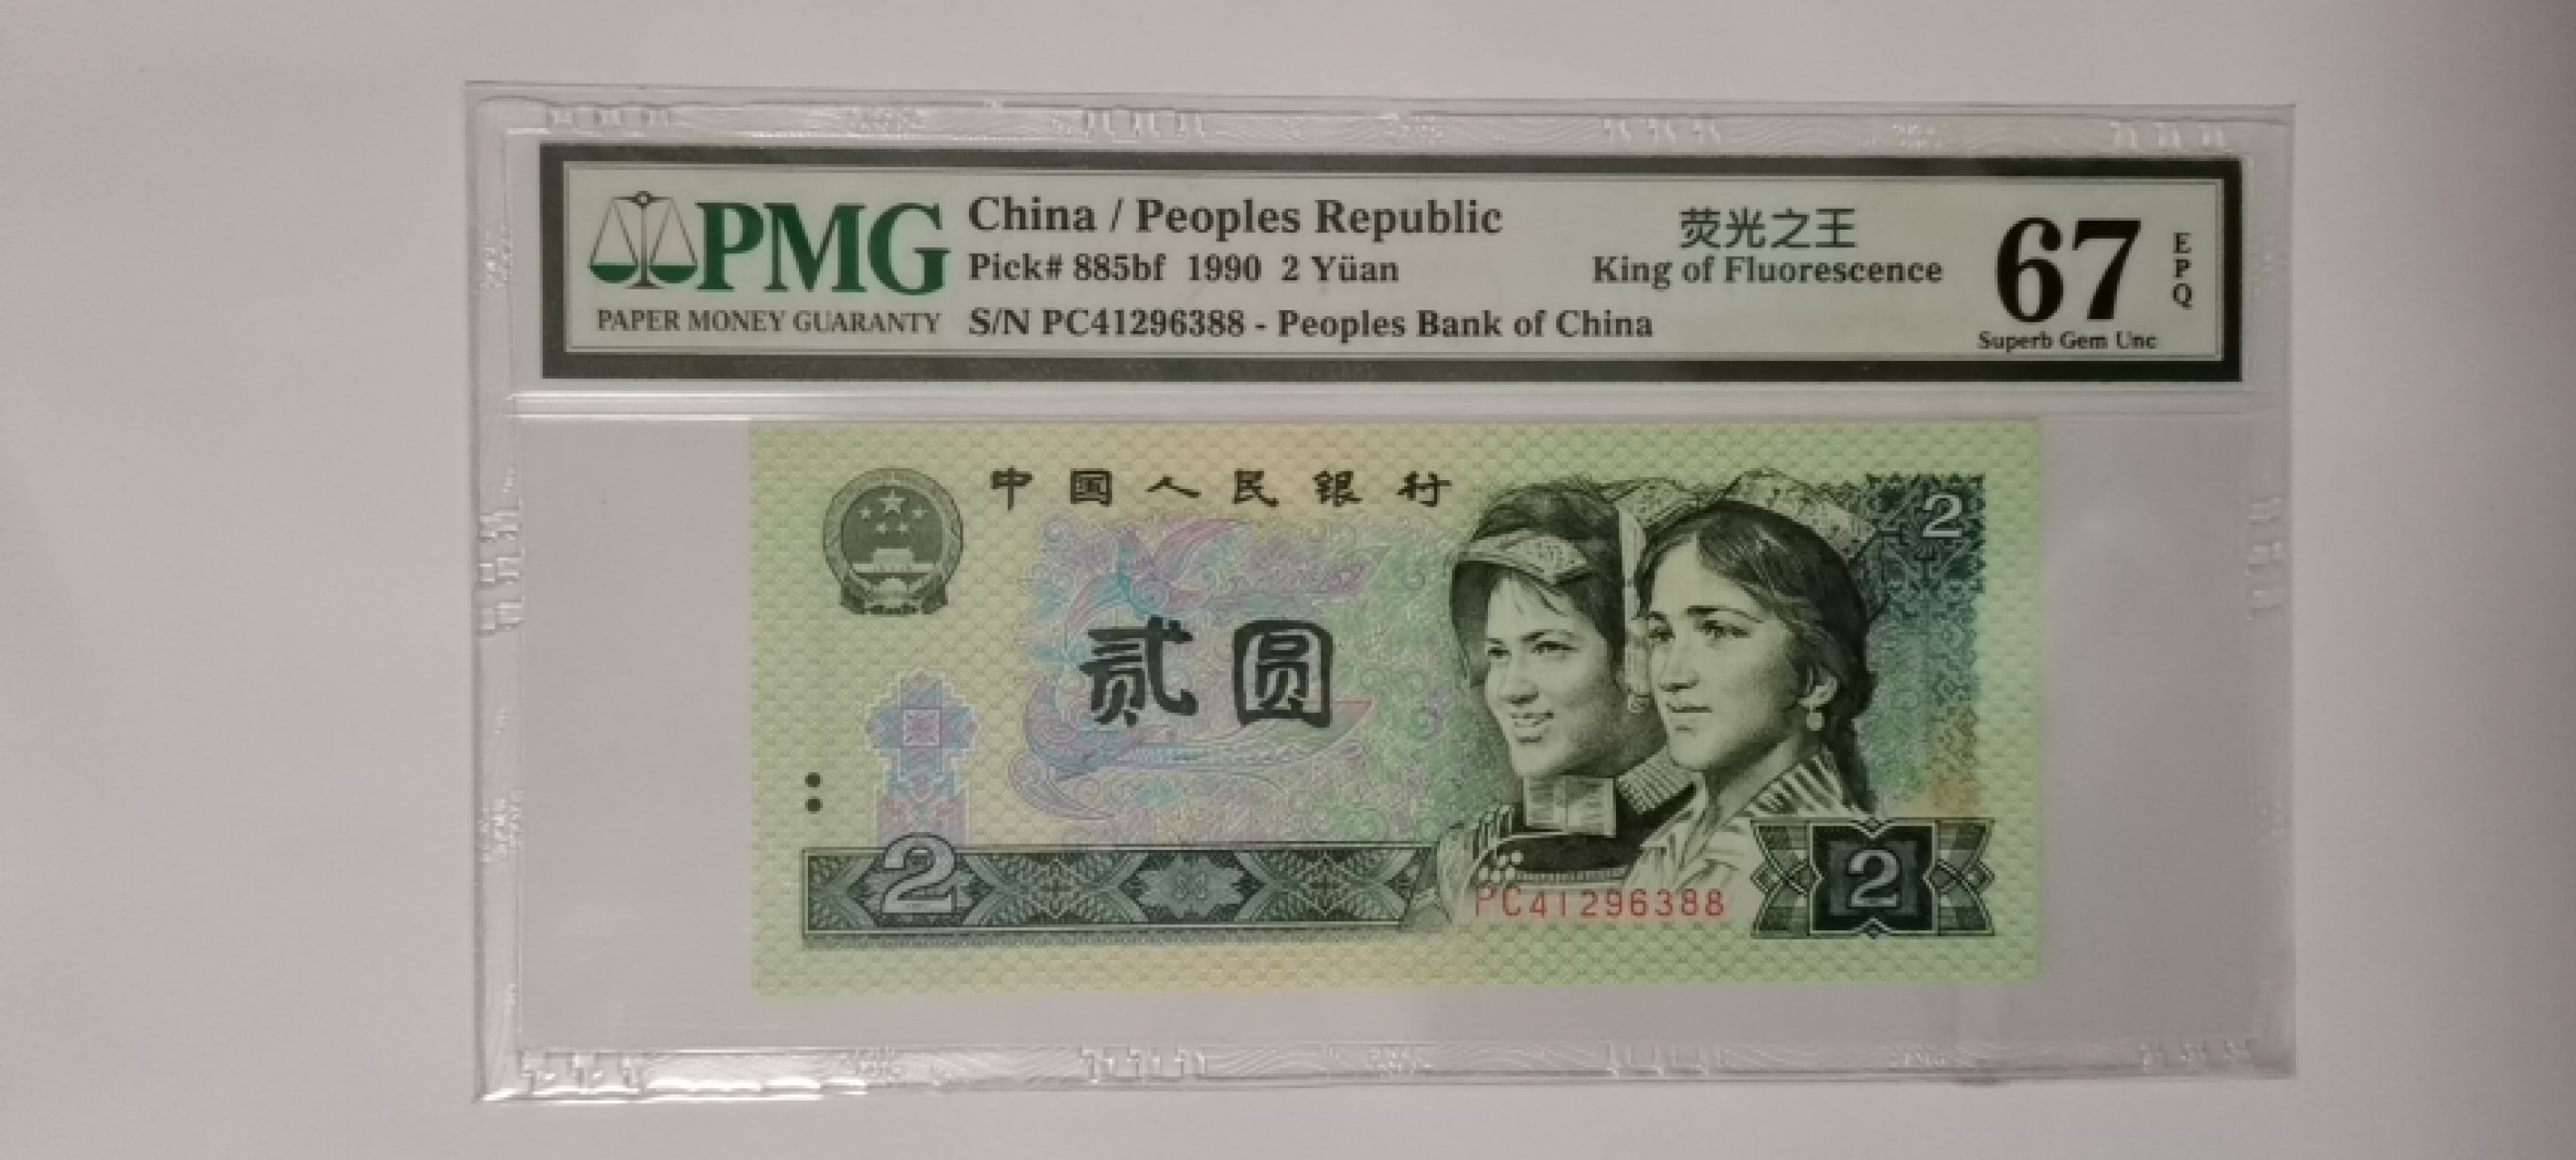 PMG
PAPER MONEY GUARANTY
China / Peoples Republic
Pick# 885bf 1990 2 Yüan
S/N PC41296388 - Peoples Bank of China
荧光之王
King of Fluorescence
67
EPQ
Superb Gem Unc
中国人民银行
2
贰圆
2
PC41296388
2